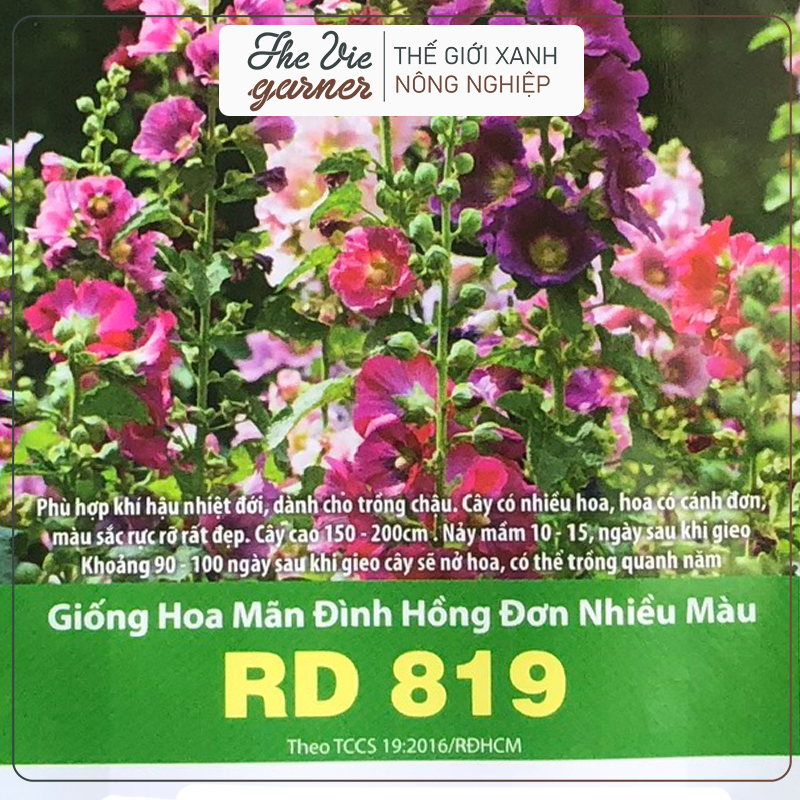 The Vie
garner
THẾ GIỚI XANH
NÔNG NGHIỆP
Phù hợp khí hậu nhiệt đới, dành cho trồng chậu. Cây có nhiều hoa, hoa có cánh đơn,
màu sắc rực rỡ rất đẹp. Cây cao 150 - 200cm . Nảy mầm 10 - 15, ngày sau khi gieo
Khoảng 90 - 100 ngày sau khi gieo cây sẽ nở hoa, có thể trồng quanh năm
Giống Hoa Mãn Đình Hồng Đơn Nhiều Màu
RD 819
Theo TCCS 19:2016/RĐHCM